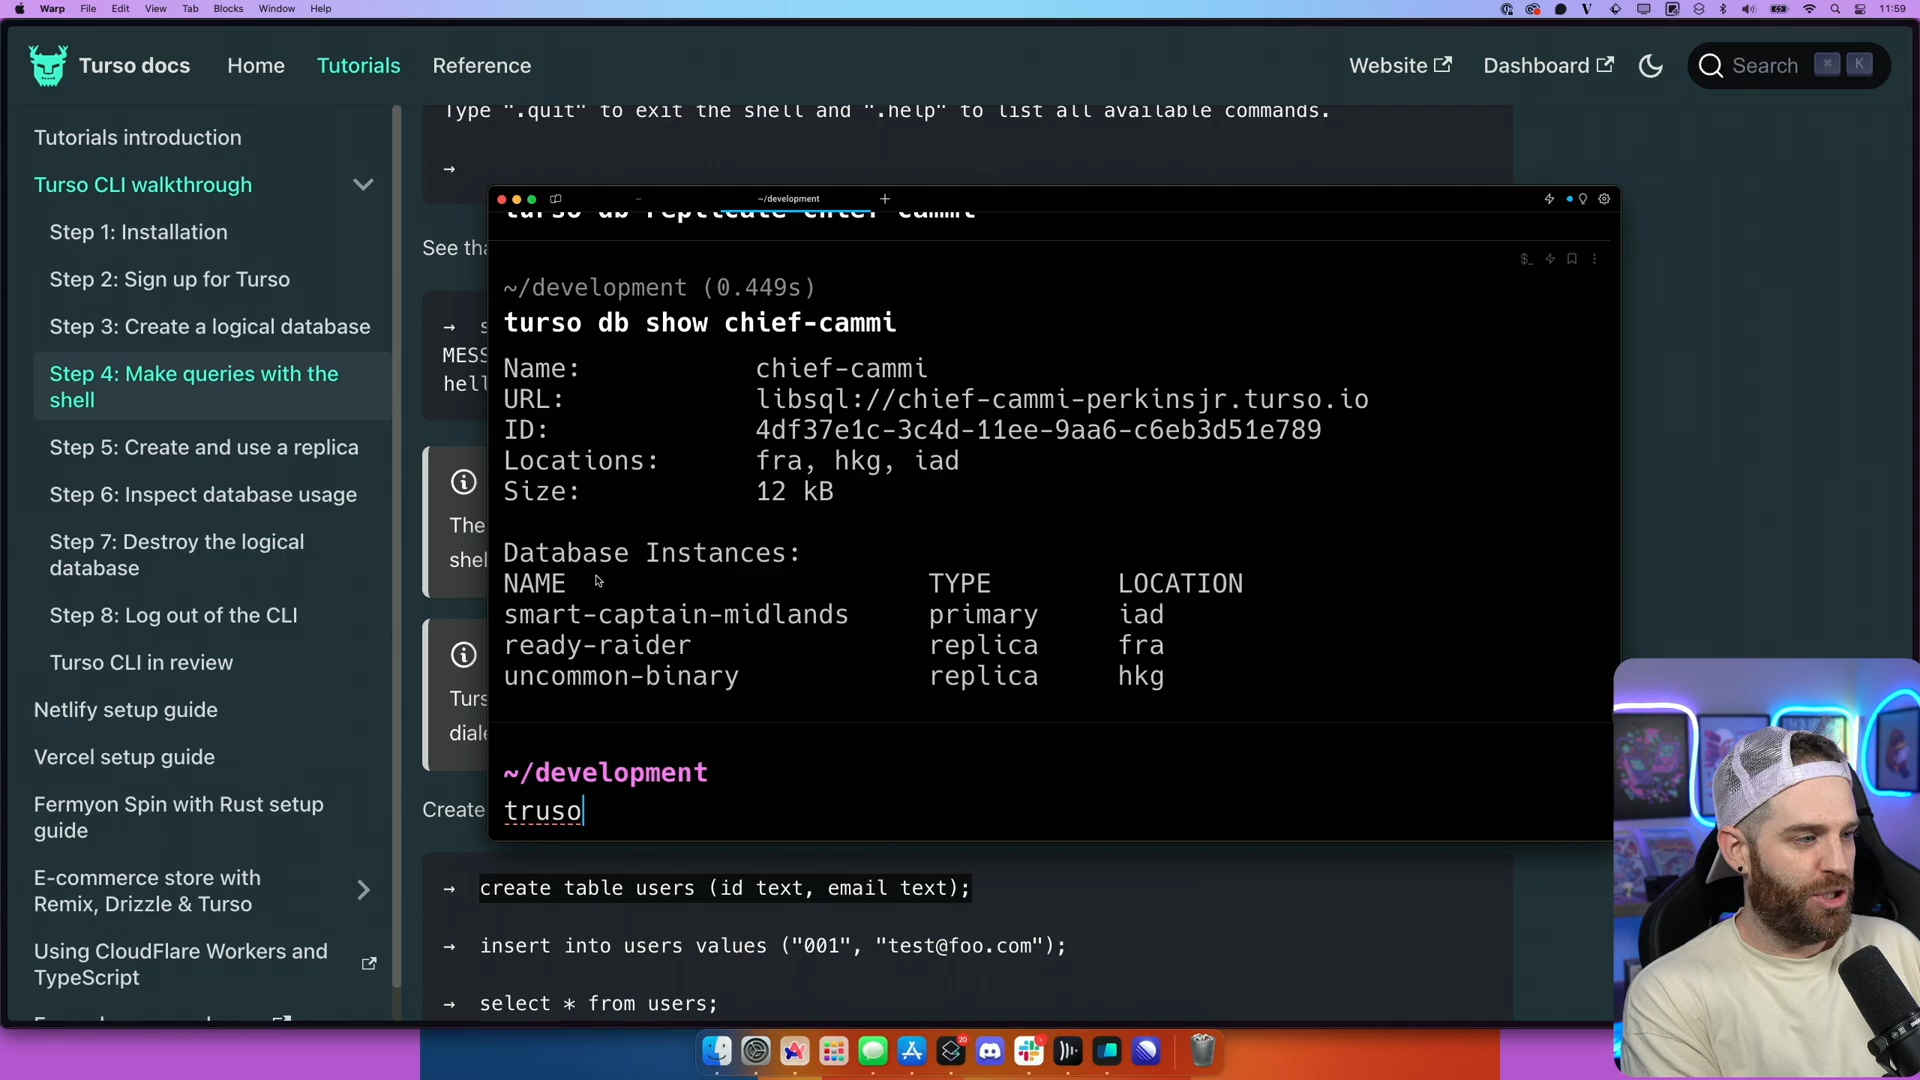 Warp File Edit View Tab Blocks Window Help
11:59
Turso docs Home Tutorials Reference
Website Dashboard Search ⌘ K
Tutorials introduction
Turso CLI walkthrough
Step 1: Installation
Step 2: Sign up for Turso
Step 3: Create a logical database
Step 4: Make queries with the
shell
Step 5: Create and use a replica
Step 6: Inspect database usage
Step 7: Destroy the logical
database
Step 8: Log out of the CLI
Turso CLI in review
Netlify setup guide
Vercel setup guide
Fermyon Spin with Rust setup
guide
E-commerce store with
Remix, Drizzle & Turso
Using CloudFlare Workers and
TypeScript
Type ".quit" to exit the shell and ".help" to list all available commands.
→
See tha
→ s
MESS
hell
The
shel
Turs
diale
Create
~/development
turso db replicate chief-cammi
~/development (0.449s)
turso db show chief-cammi
Name: chief-cammi
URL: libsql://chief-cammi-perkinsjr.turso.io
ID: 4df37e1c-3c4d-11ee-9aa6-c6eb3d51e789
Locations: fra, hkg, iad
Size: 12 kB
Database Instances:
NAME TYPE LOCATION
smart-captain-midlands primary iad
ready-raider replica fra
uncommon-binary replica hkg
~/development
truso
→ create table users (id text, email text);
→ insert into users values ("001", "test@foo.com");
→ select * from users;
20